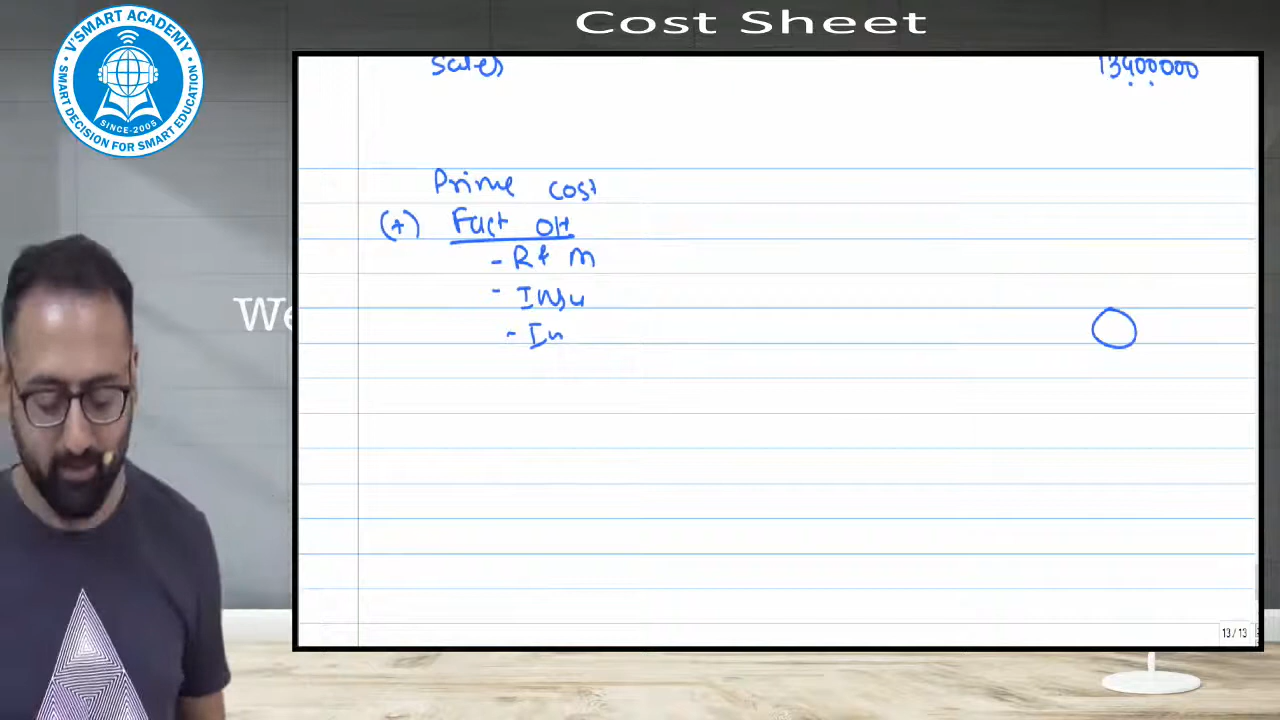 Cost Sheet
V'SMART ACADEMY
SINCE-2005
SMART DECISION FOR SMART EDUCATION
We
Sales 13400000
Prime cost
(+) Fact OH
- R & M
- Insu
- In
13/13